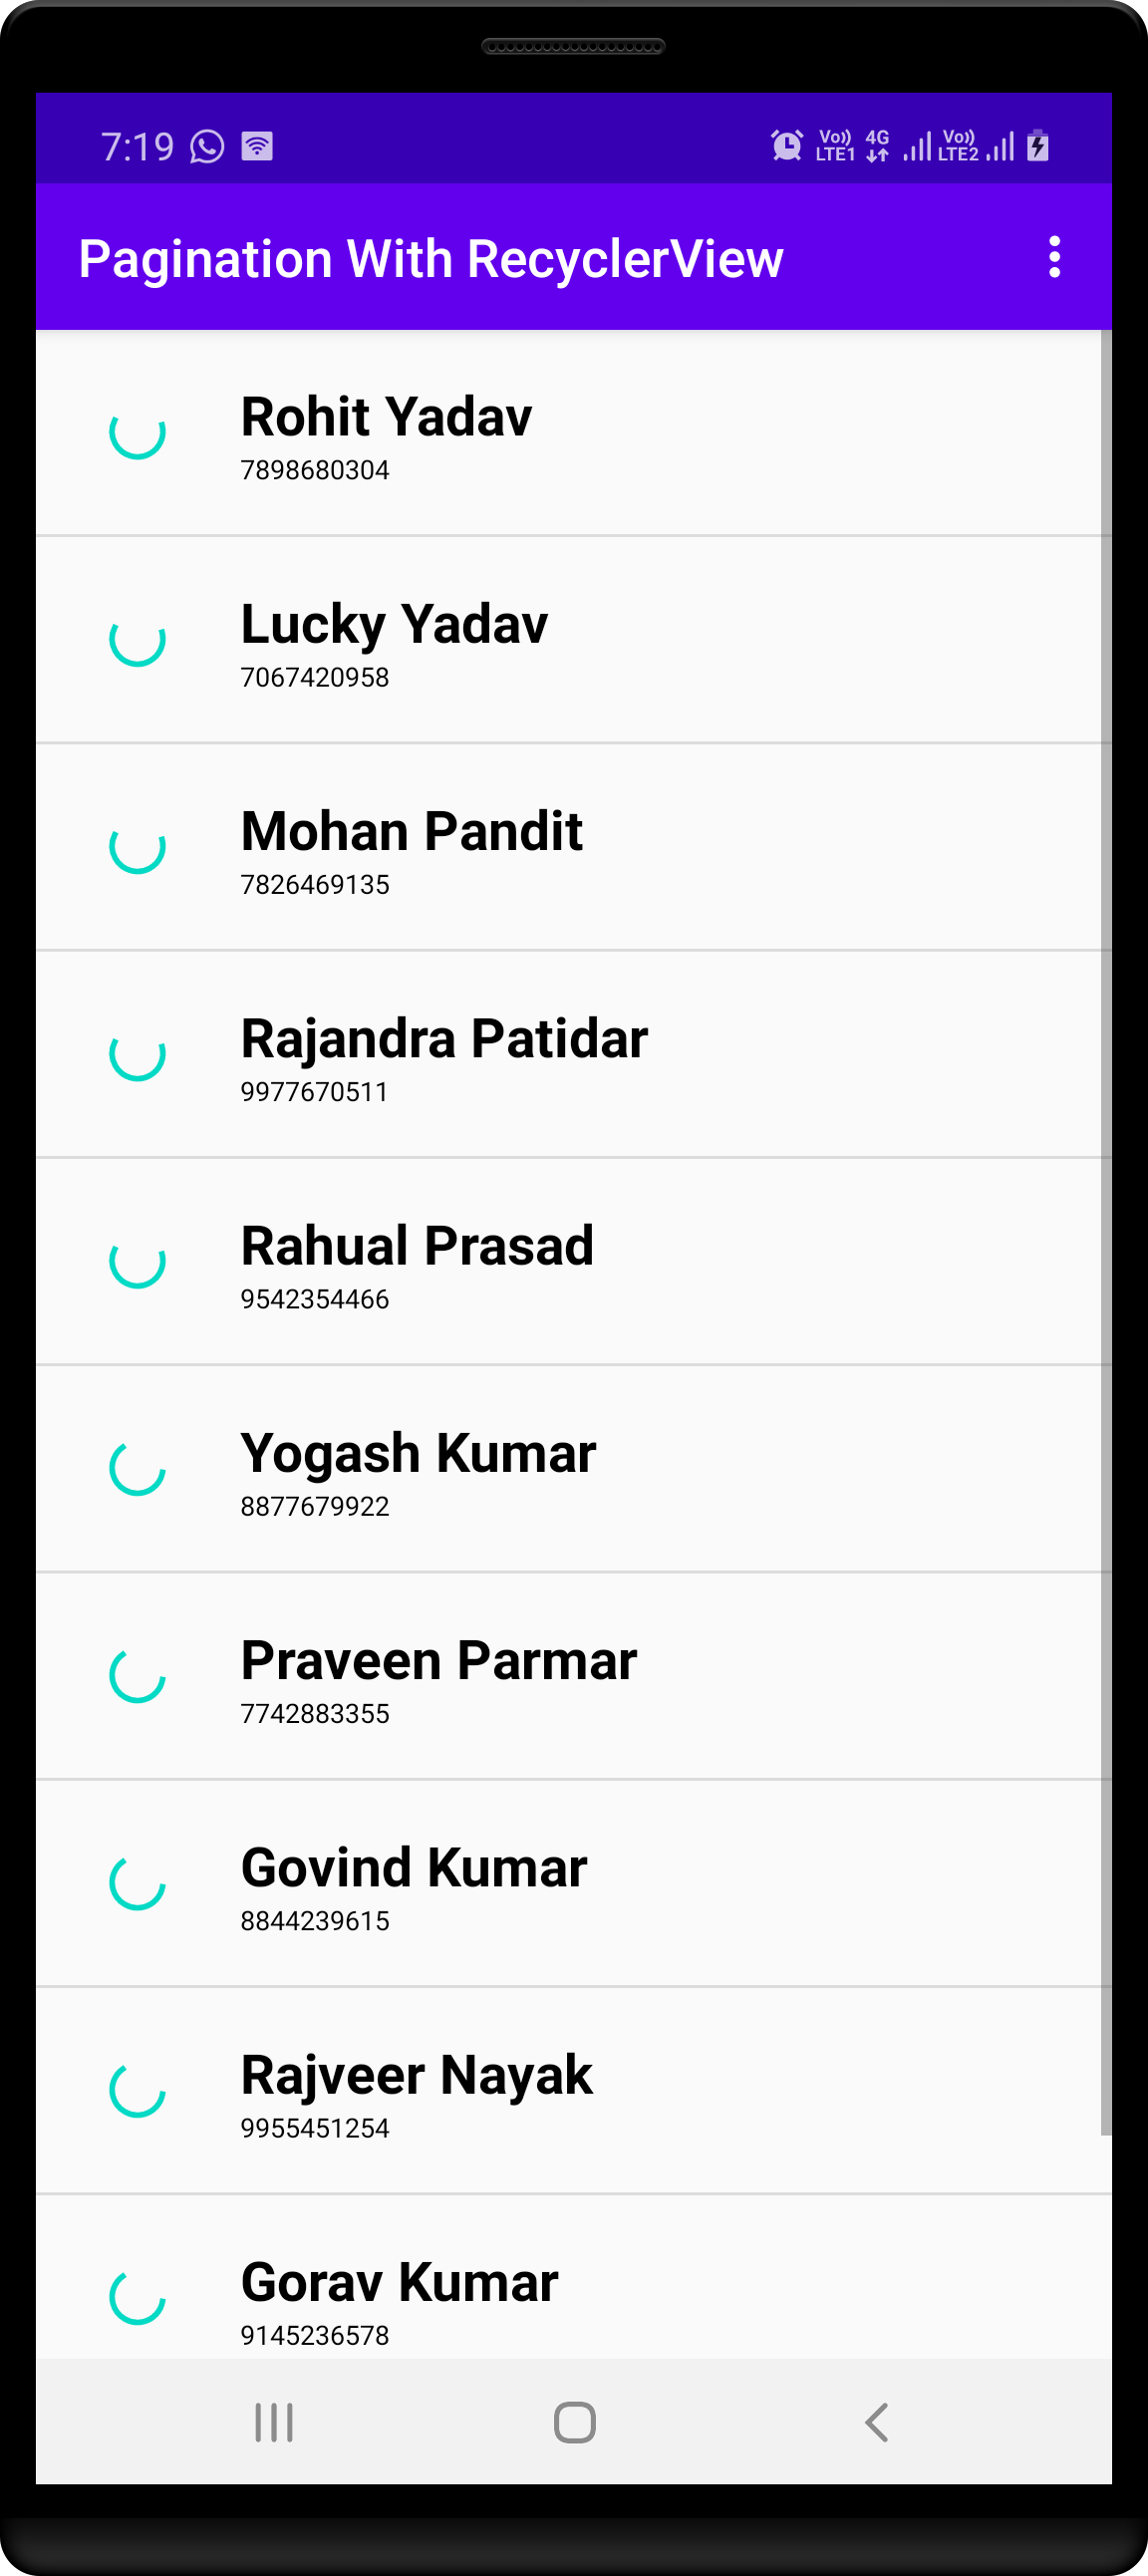 7:19
Vo)) LTE1 4G Vo)) LTE2
Pagination With RecyclerView
Rohit Yadav
7898680304
Lucky Yadav
7067420958
Mohan Pandit
7826469135
Rajandra Patidar
9977670511
Rahual Prasad
9542354466
Yogash Kumar
8877679922
Praveen Parmar
7742883355
Govind Kumar
8844239615
Rajveer Nayak
9955451254
Gorav Kumar
9145236578